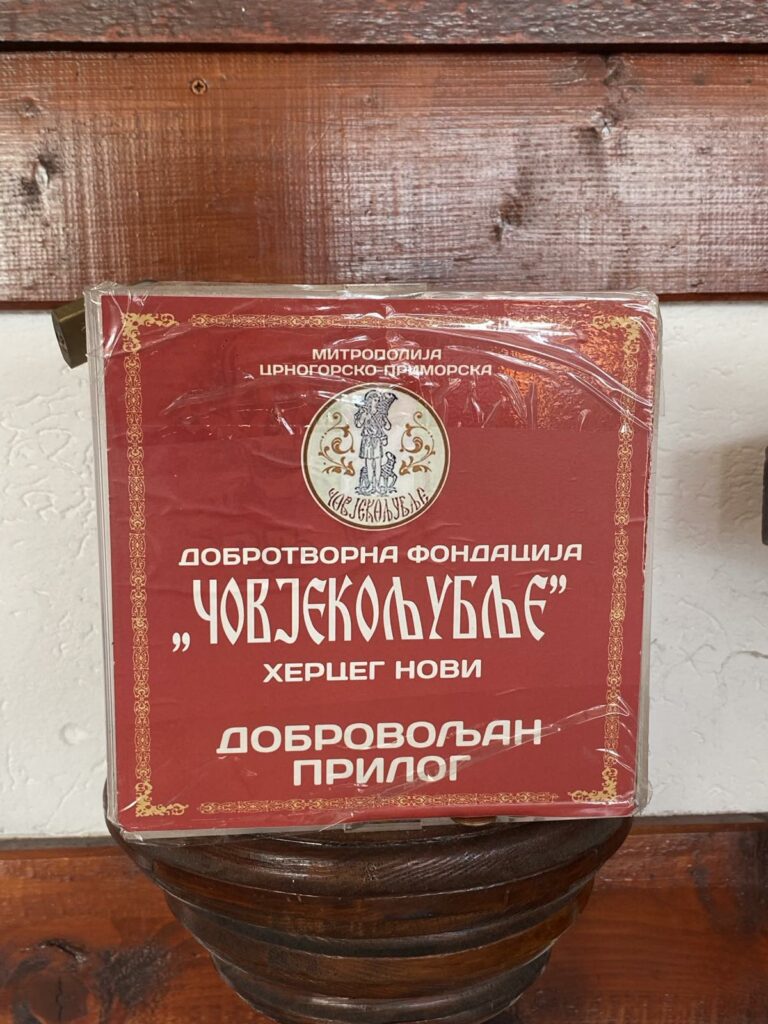 МИТРОПОЛИЈА
ЦРНОГОРСКО-ПРИМОРСКА
ЧОВЈЕКОЉУБЉЕ
ДОБРОТВОРНА ФОНДАЦИЈА
„ЧОВЈЕКОЉУБЉЕ”
ХЕРЦЕГ НОВИ
ДОБРОВОЉАН
ПРИЛОГ